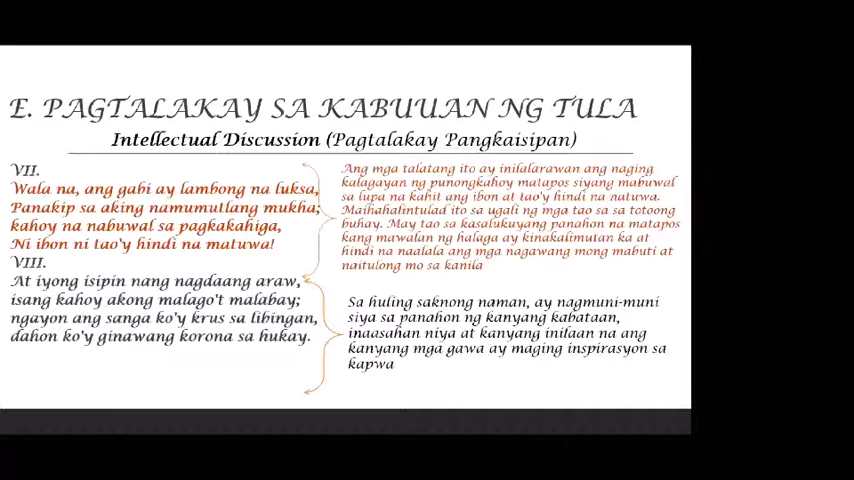 E. PAGTALAKAY SA KABUUAN NG TULA
Intellectual Discussion (Pagtalakay Pangkaisipan)
VII.
Wala na, ang gabi ay lambong na luksa,
Panakip sa aking namumutlang mukha;
kahoy na nabuwal sa pagkakahiga,
Ni ibon ni tao'y hindi na matuwa!
VIII.
At iyong isipin nang nagdaang araw,
isang kahoy akong malago't malabay;
ngayon ang sanga ko'y krus sa libingan,
dahon ko'y ginawang korona sa hukay.
Ang mga talatang ito ay inilalarawan ang naging
kalagayan ng punongkahoy matapos siyang mabuwal
sa lupa na kahit ang ibon at tao'y hindi na natuwa.
Maihahalintulad ito sa ugali ng mga tao sa sa totoong
buhay. May tao sa kasalukuyang panahon na matapos
kang mawalan ng halaga ay kinakalimutan ka at
hindi na naalala ang mga nagawang mong mabuti at
naitulong mo sa kanila
Sa huling saknong naman, ay nagmuni-muni
siya sa panahon ng kanyang kabataan,
inaasahan niya at kanyang inilaan na ang
kanyang mga gawa ay maging inspirasyon sa
kapwa